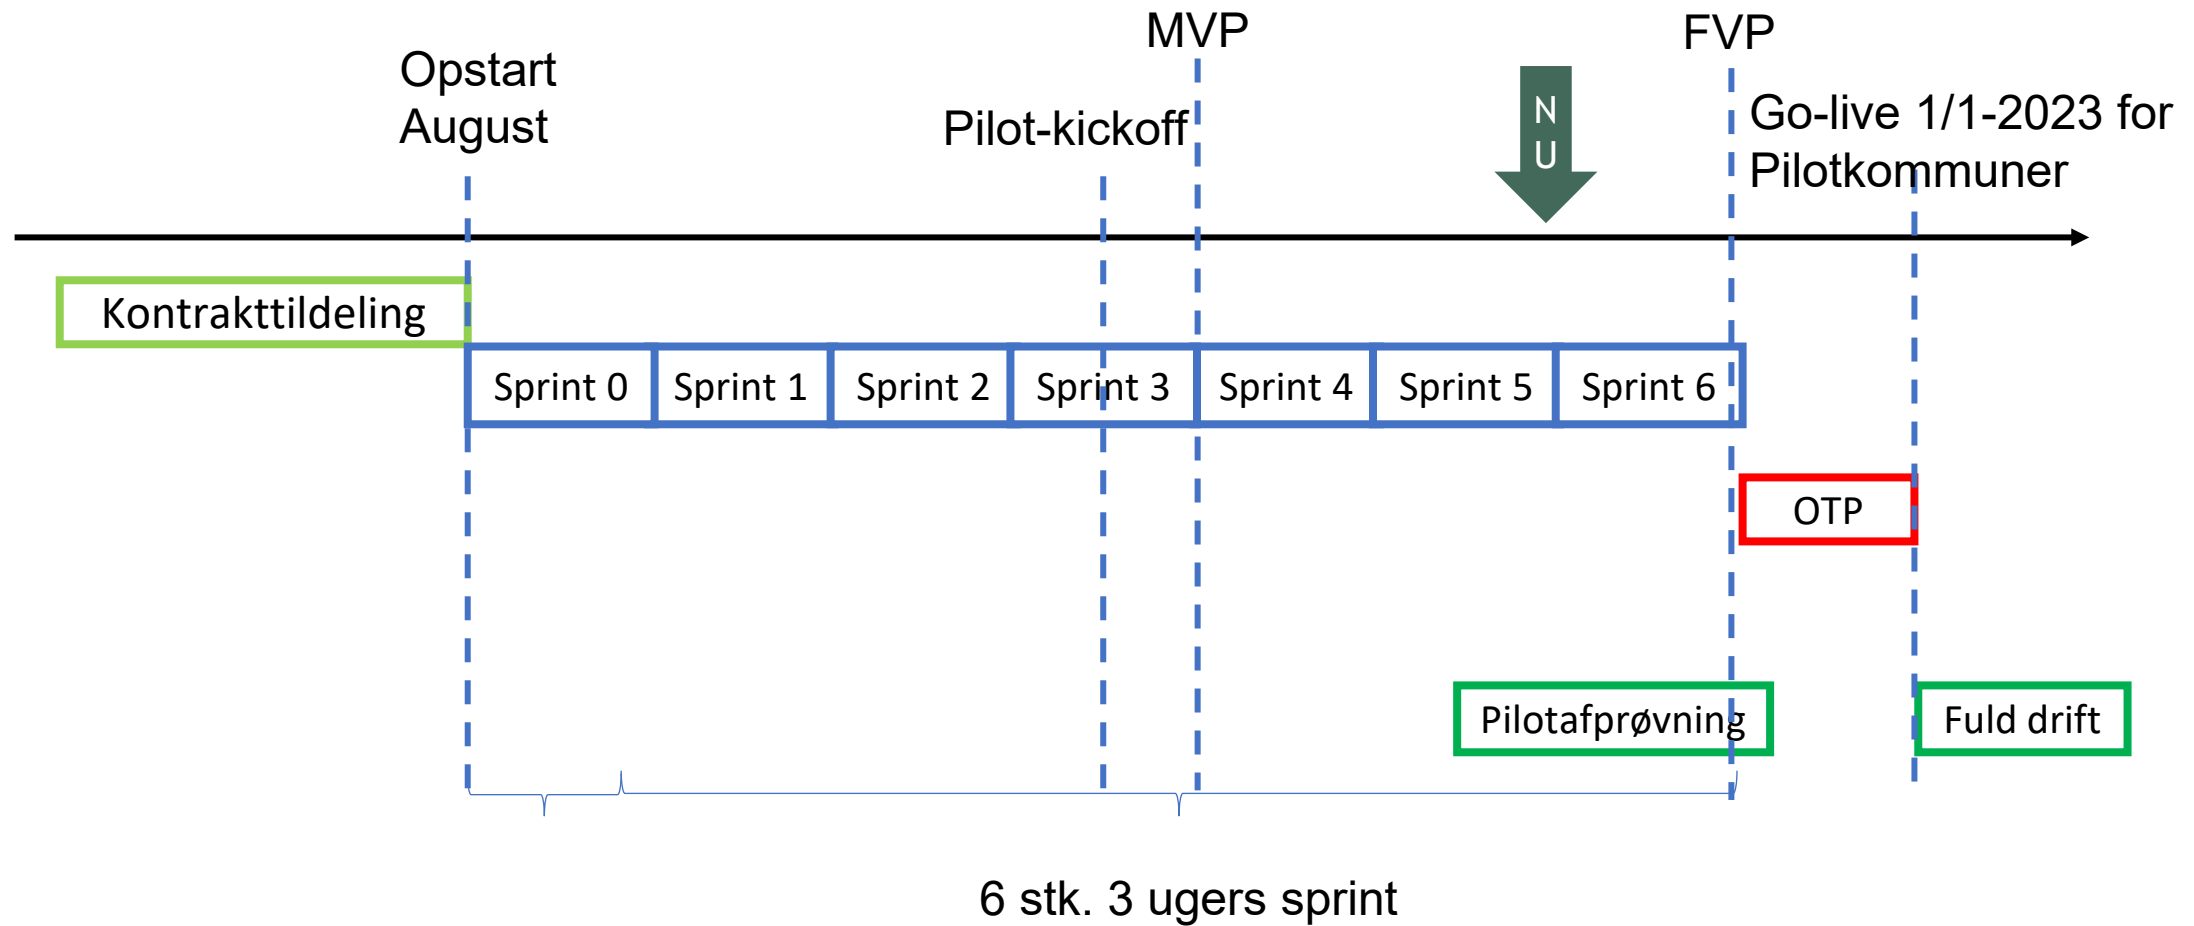 MVP
FVP
Opstart
August
Pilot-kickoff
N
U
Go-live 1/1-2023 for
Pilotkommuner
Kontrakttildeling
Sprint 0
Sprint 1
Sprint 2
Sprint 3
Sprint 4
Sprint 5
Sprint 6
OTP
Pilotafprøvning
Fuld drift
6 stk. 3 ugers sprint